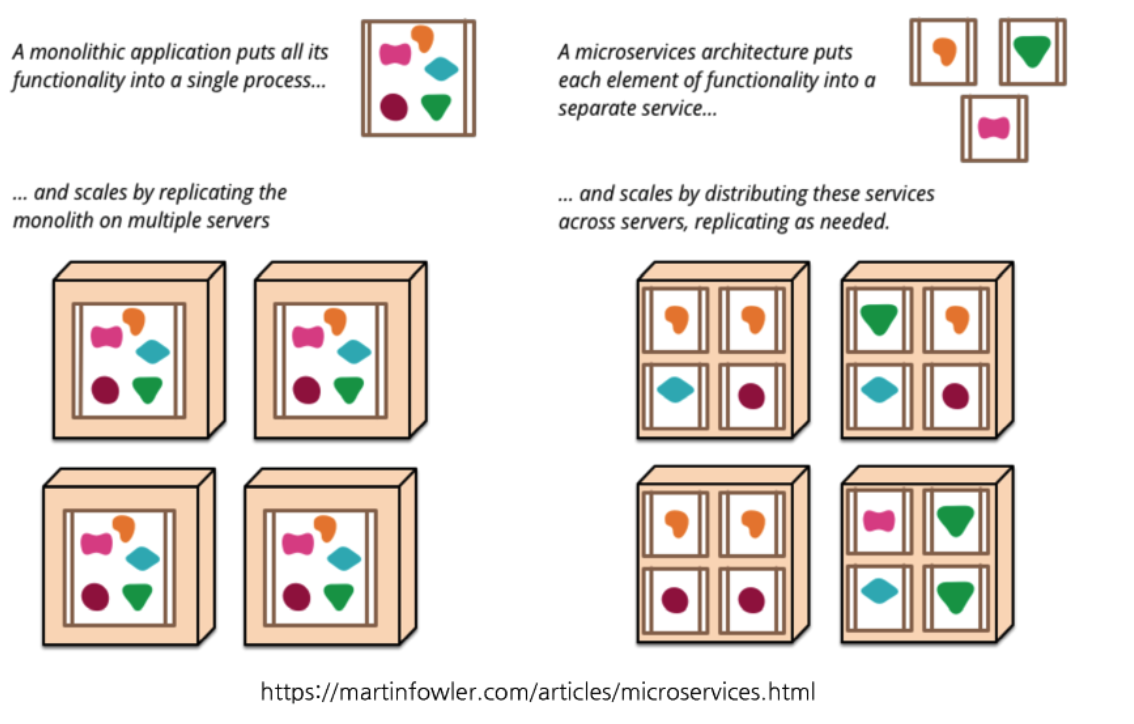 A monolithic application puts all its
functionality into a single process...
A microservices architecture puts
each element of functionality into a
separate service...
... and scales by replicating the
monolith on multiple servers
... and scales by distributing these services
across servers, replicating as needed.
https://martinfowler.com/articles/microservices.html